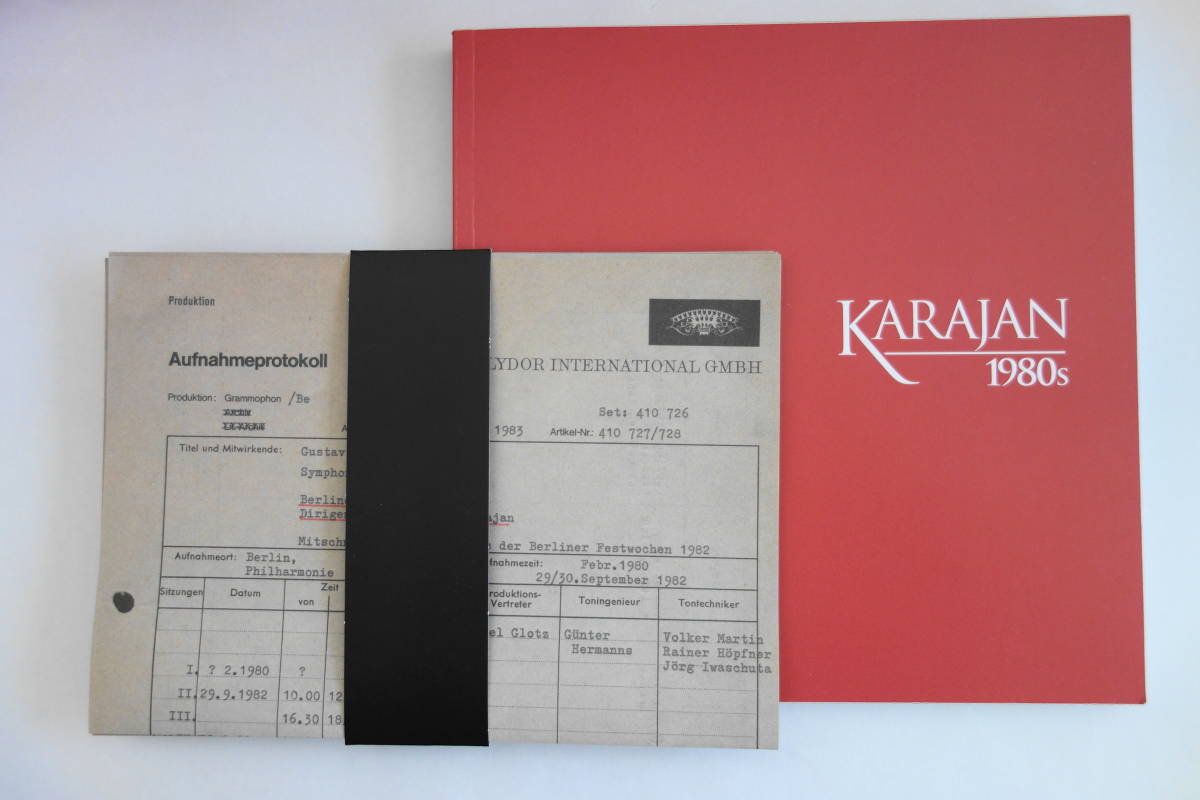 KARAJAN
1980s
Produktion
Aufnahmeprotokoll
LYDOR INTERNATIONAL GMBH
Produktion: Grammophon /Be
Set: 410 726
1983 Artikel-Nr.: 410 727/728
Titel und Mitwirkende: Gustav
Sympho
Berline
Dirige ajan
Mitsch n der Berliner Festwochen 1982
Aufnahmeort: Berlin, fnahmezeit: Febr.1980
Philharmonie 29/30.September 1982
Sitzungen Datum Zeit von roduktions- Vertreter Toningenieur Tontechniker
el Glotz Günter Volker Martin
Hermanns Rainer Höpfner
I. ? 2.1980 ? Jörg Iwaschuta
II. 29.9.1982 10.00 12
III. 16.30 18